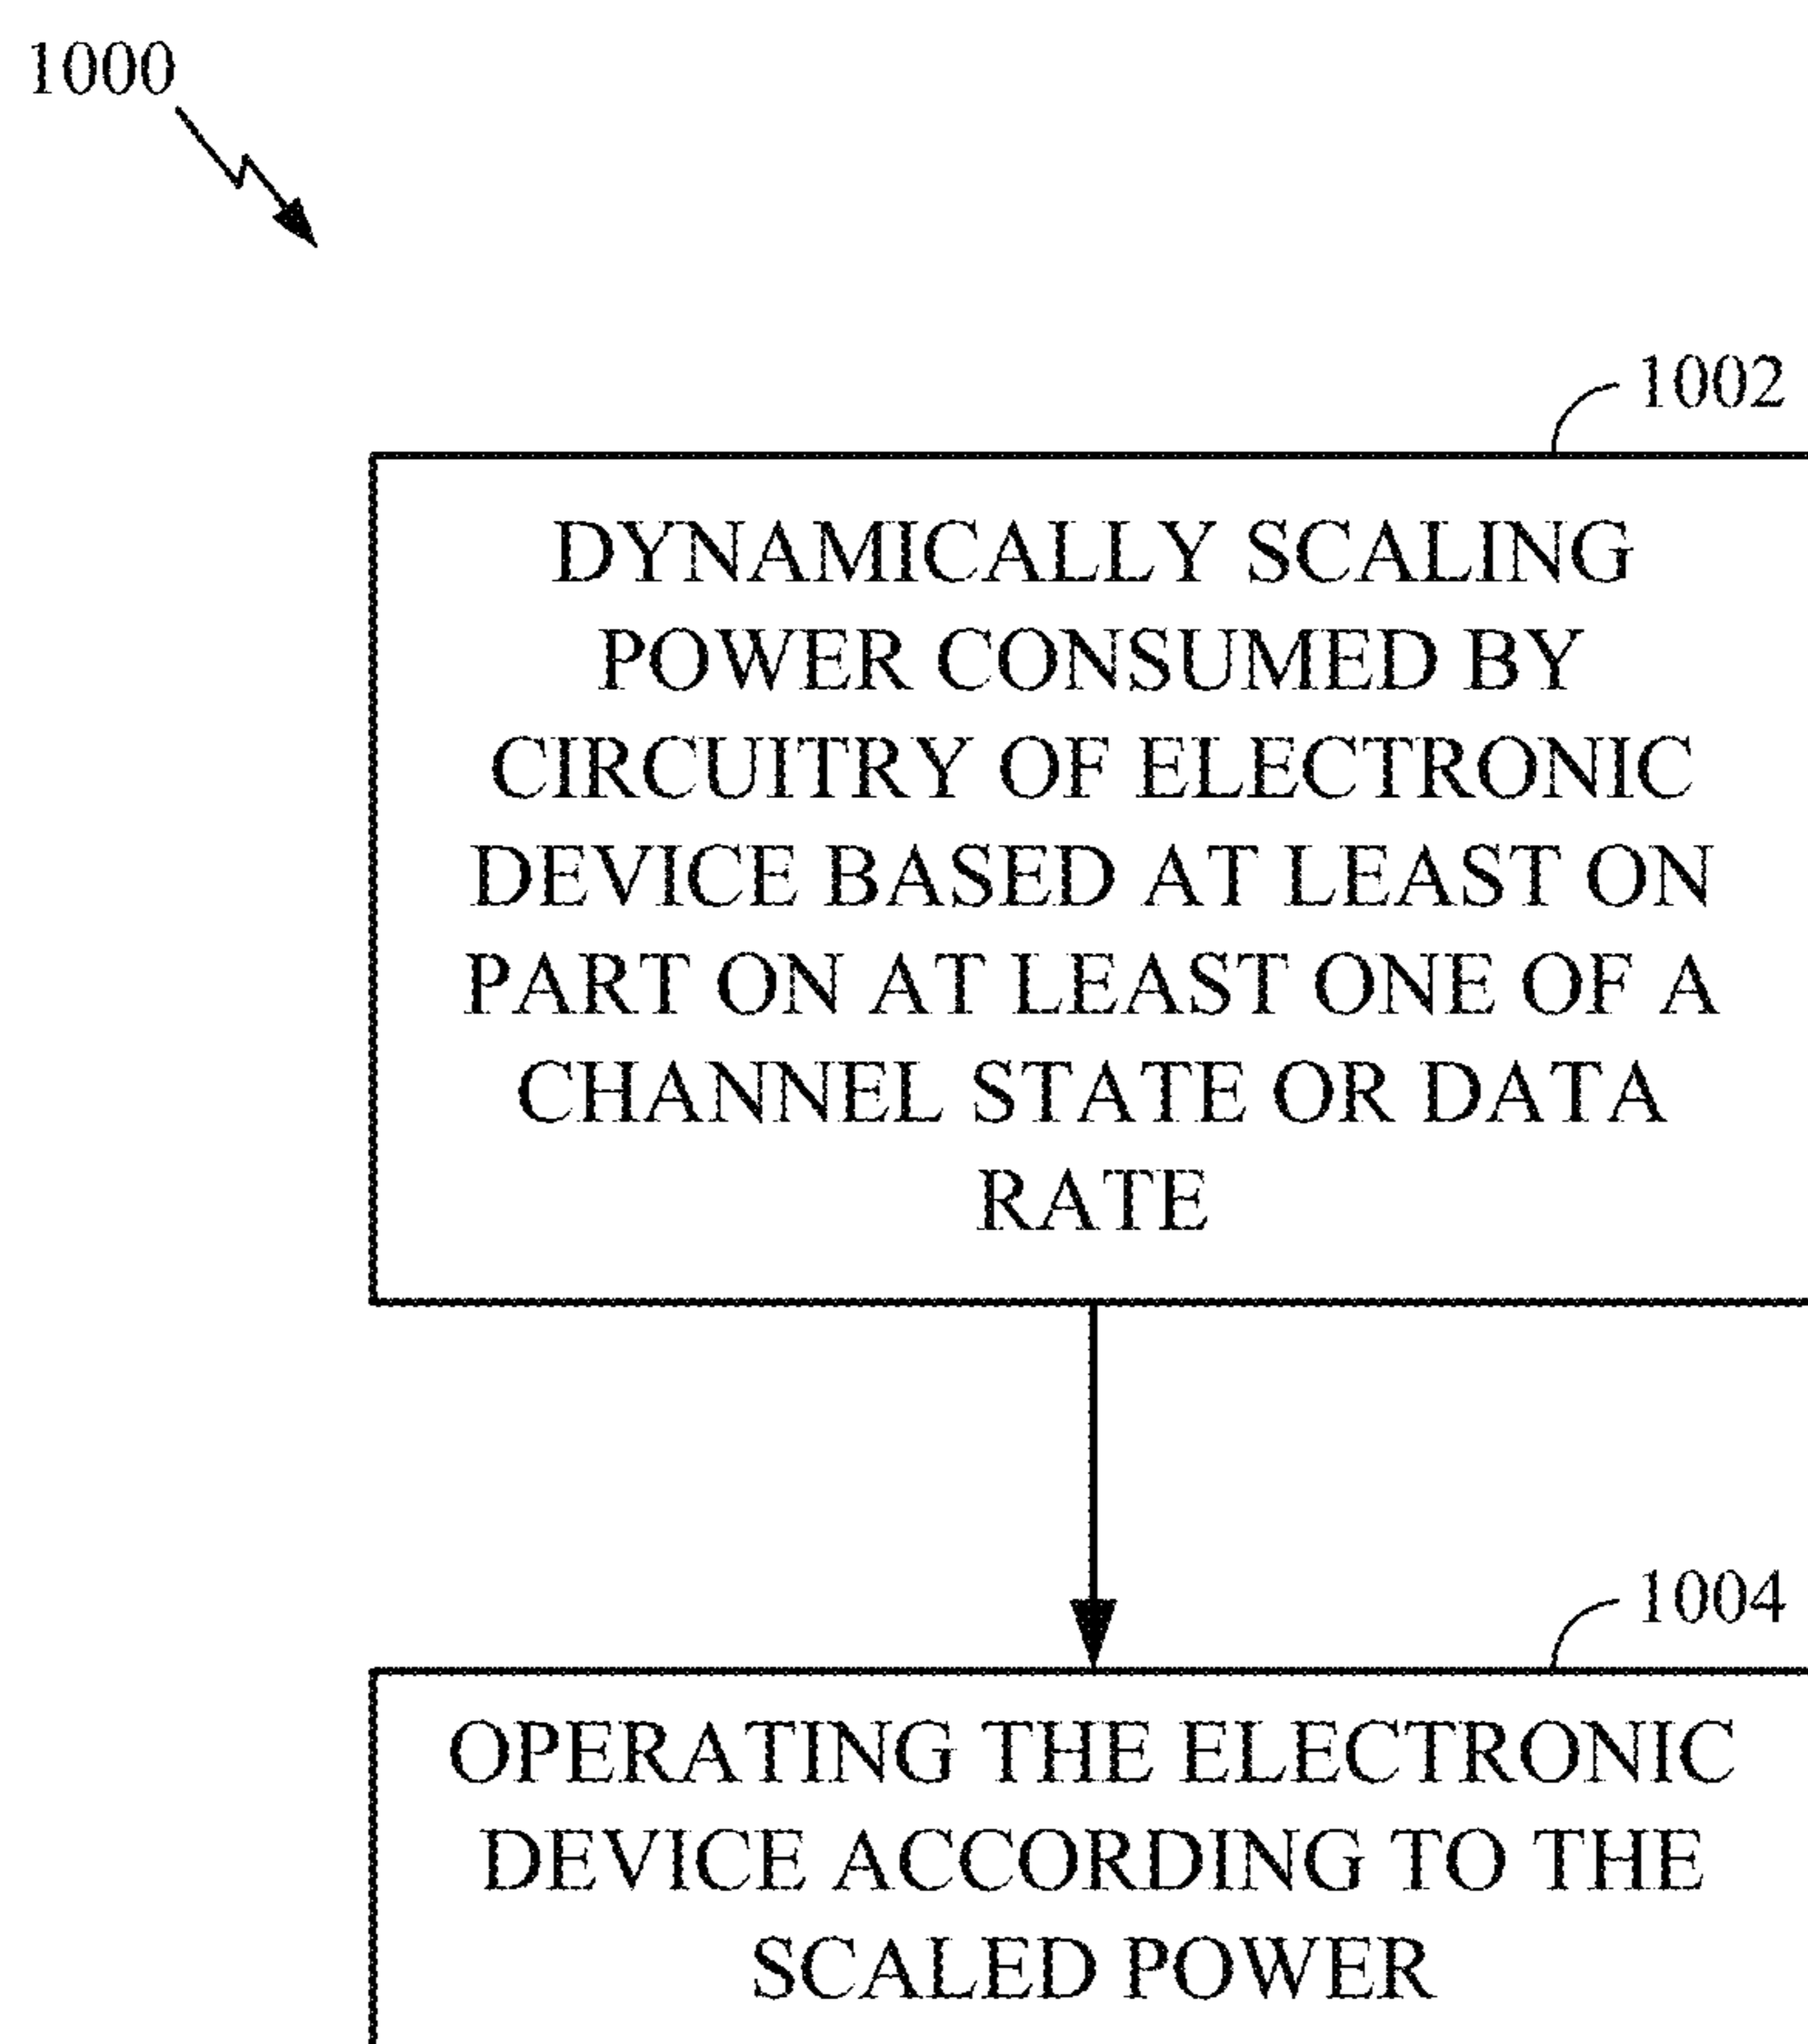 1000
1002
DYNAMICALLY SCALING
POWER CONSUMED BY
CIRCUITRY OF ELECTRONIC
DEVICE BASED AT LEAST ON
PART ON AT LEAST ONE OF A
CHANNEL STATE OR DATA
RATE
1004
OPERATING THE ELECTRONIC
DEVICE ACCORDING TO THE
SCALED POWER